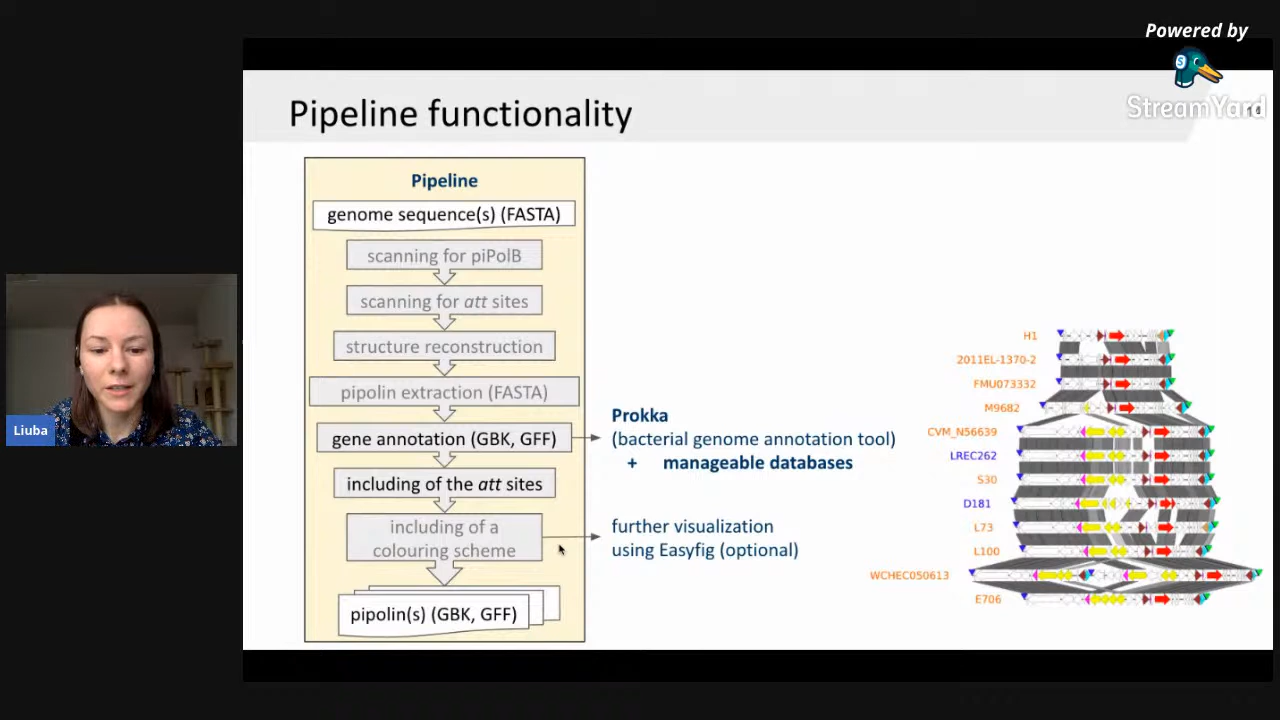 Powered by
StreamYard
Pipeline functionality
Pipeline
genome sequence(s) (FASTA)
scanning for piPolB
scanning for att sites
structure reconstruction
pipolin extraction (FASTA)
gene annotation (GBK, GFF)
including of the att sites
including of a
colouring scheme
pipolin(s) (GBK, GFF)
Prokka
(bacterial genome annotation tool)
+ manageable databases
further visualization
using Easyfig (optional)
H1
2011EL-1370-2
FMU073332
M9682
CVM_N56639
LREC262
S30
D181
L73
L100
WCHEC050613
E706
Liuba